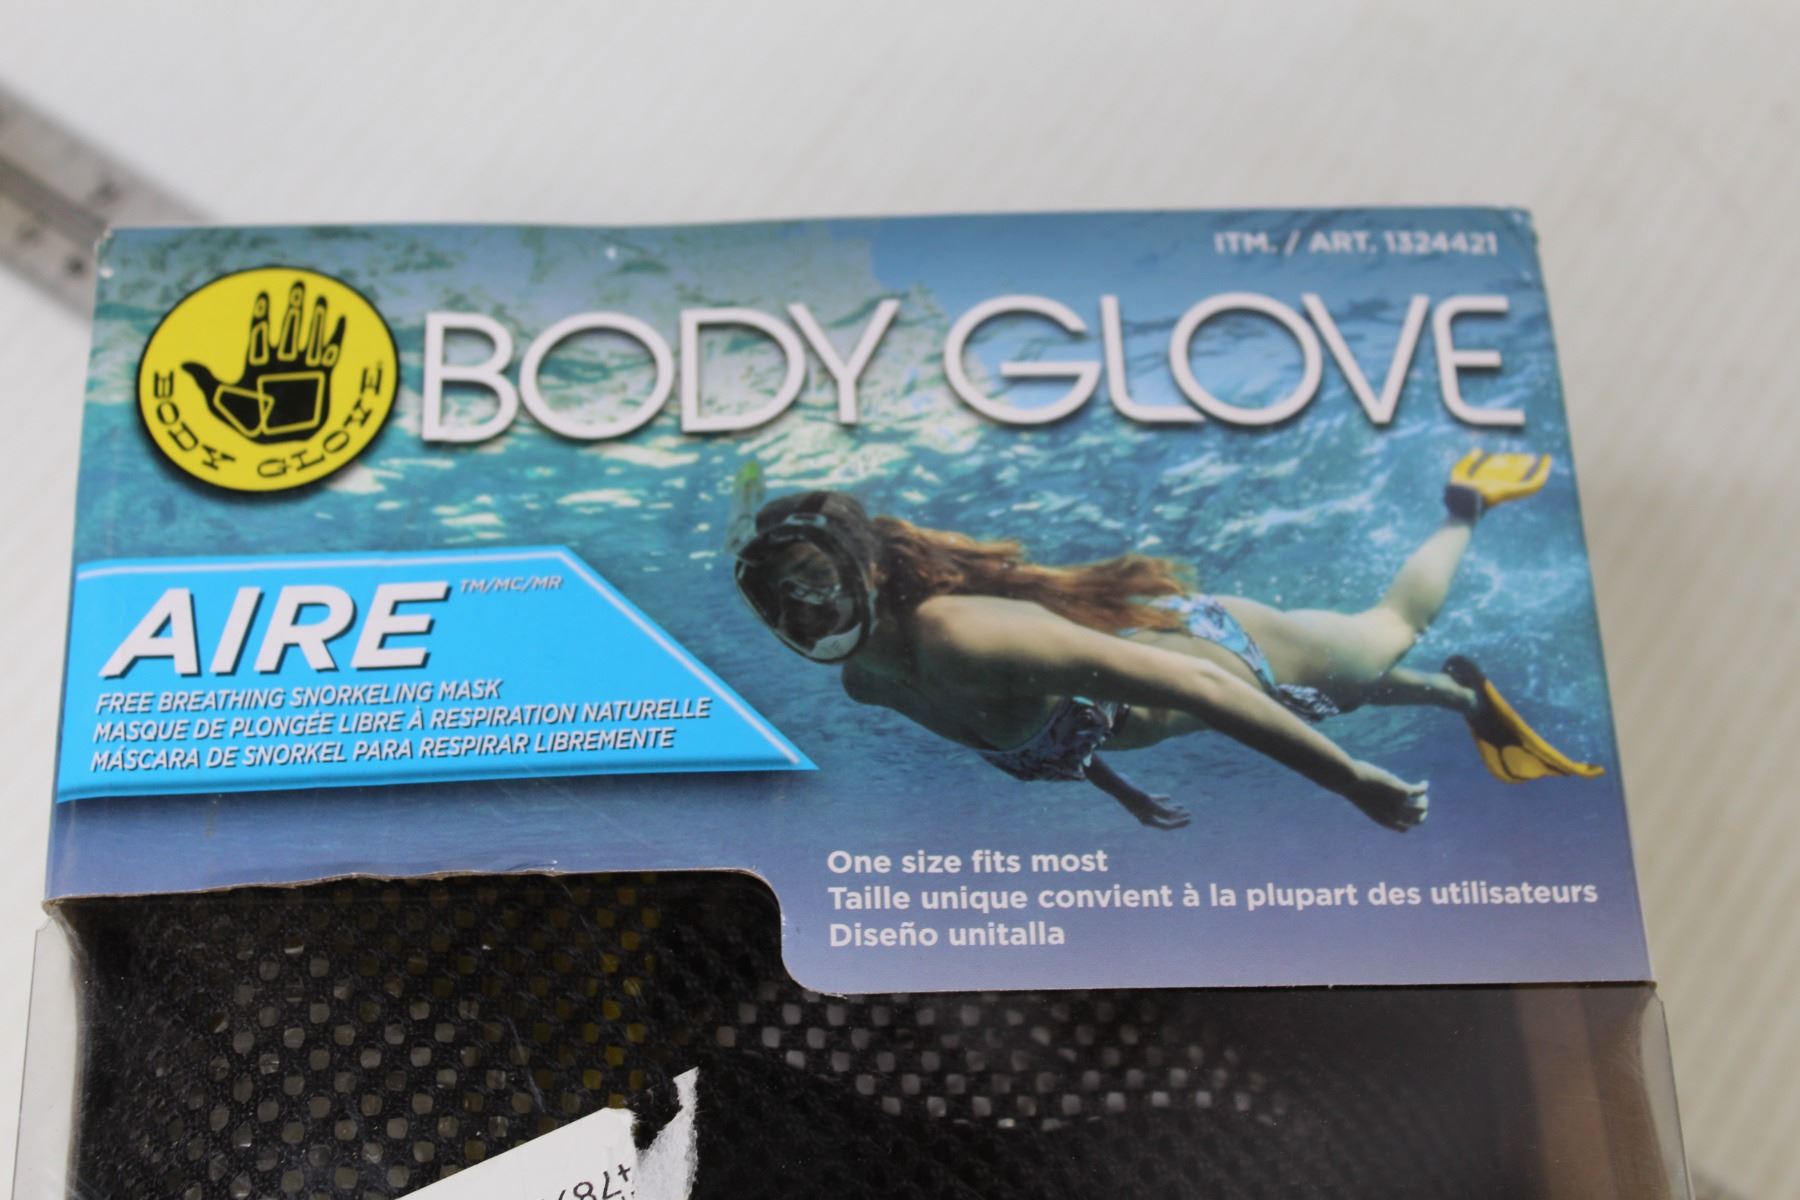 ITM. / ART. 1324421
BODY GLOVE
BODY GLOVE
AIRE TM/MC/MR
FREE BREATHING SNORKELING MASK
MASQUE DE PLONGÉE LIBRE À RESPIRATION NATURELLE
MÁSCARA DE SNORKEL PARA RESPIRAR LIBREMENTE
One size fits most
Taille unique convient à la plupart des utilisateurs
Diseño unitalla